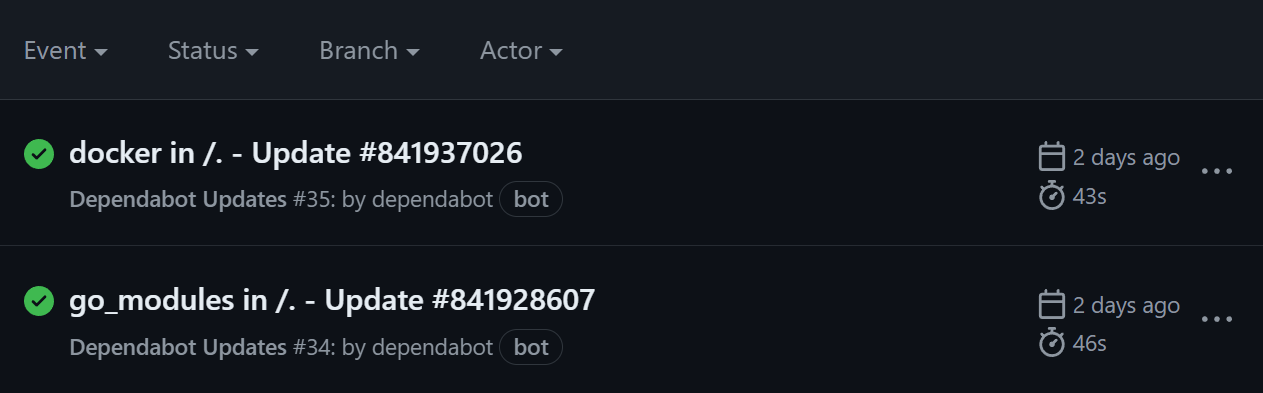 Event Status Branch Actor
docker in /. - Update #841937026
Dependabot Updates #35: by dependabot bot
2 days ago
43s
go_modules in /. - Update #841928607
Dependabot Updates #34: by dependabot bot
2 days ago
46s